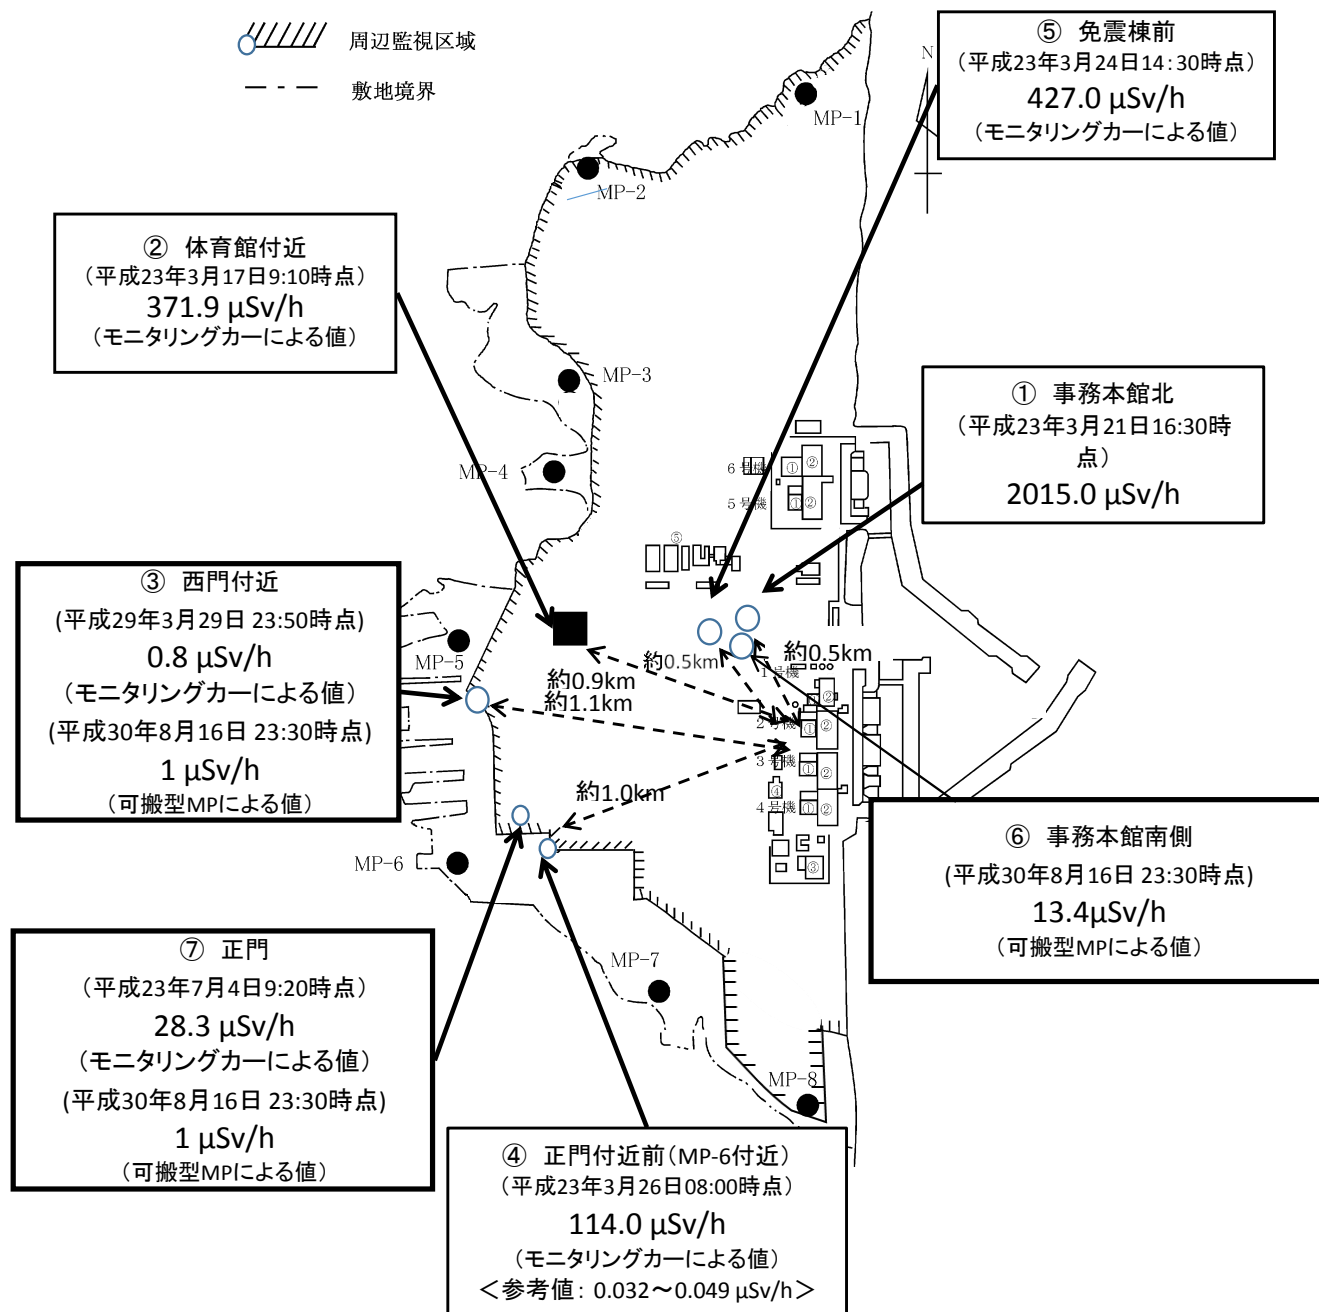 周辺監視区域
敷地境界
⑤ 免震棟前
（平成23年3月24日14:30時点）
427.0 μSv/h
（モニタリングカーによる値）
N
MP-1
MP-2
② 体育館付近
（平成23年3月17日9:10時点）
371.9 μSv/h
（モニタリングカーによる値）
MP-3
① 事務本館北
（平成23年3月21日16:30時
点）
2015.0 μSv/h
MP-4
6号機
① ②
5号機
① ②
⑤
③ 西門付近
(平成29年3月29日 23:50時点)
0.8 μSv/h
（モニタリングカーによる値）
(平成30年8月16日 23:30時点)
1 μSv/h
（可搬型MPによる値）
MP-5
約0.5km
約0.5km
約0.9km
約1.1km
1号機
②
2号機
① ②
3号機
① ②
④
4号機
① ②
③
約1.0km
MP-6
⑥ 事務本館南側
(平成30年8月16日 23:30時点)
13.4μSv/h
（可搬型MPによる値）
⑦ 正門
（平成23年7月4日9:20時点）
28.3 μSv/h
（モニタリングカーによる値）
(平成30年8月16日 23:30時点)
1 μSv/h
（可搬型MPによる値）
MP-7
MP-8
④ 正門付近前（MP-6付近）
（平成23年3月26日08:00時点）
114.0 μSv/h
（モニタリングカーによる値）
＜参考値： 0.032～0.049 μSv/h＞